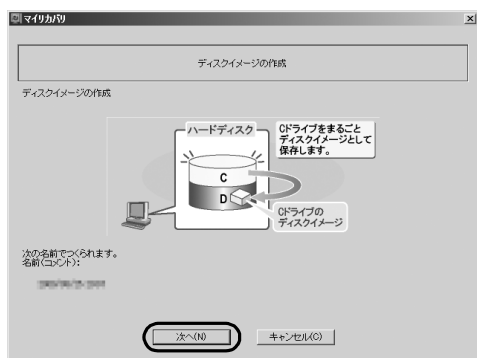 マイリカバリ
ディスクイメージの作成
ディスクイメージの作成
ハードディスク
Cドライブをまるごと
ディスクイメージとして
保存します。
C
D
Cドライブの
ディスクイメージ
次の名前でつくられます。
名前(コメント):
次へ(N)
キャンセル(C)